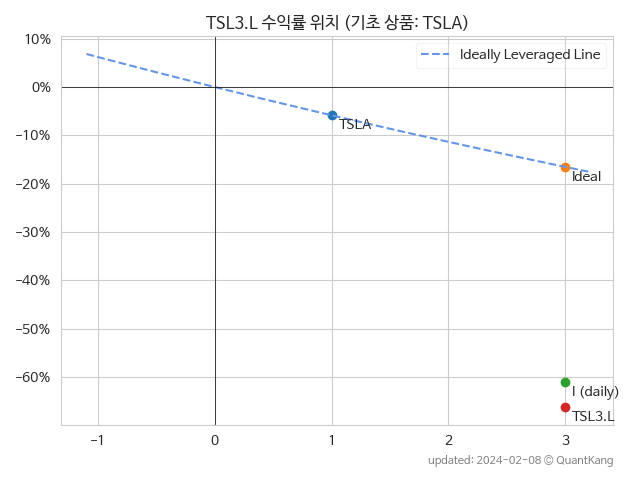 TSL3.L 수익률 위치 (기초 상품: TSLA)
10%
Ideally Leveraged Line
0%
TSLA
-10%
Ideal
-20%
-30%
-40%
-50%
-60%
l (daily)
TSL3.L
-1
0
1
2
3
updated: 2024-02-08 © QuantKang